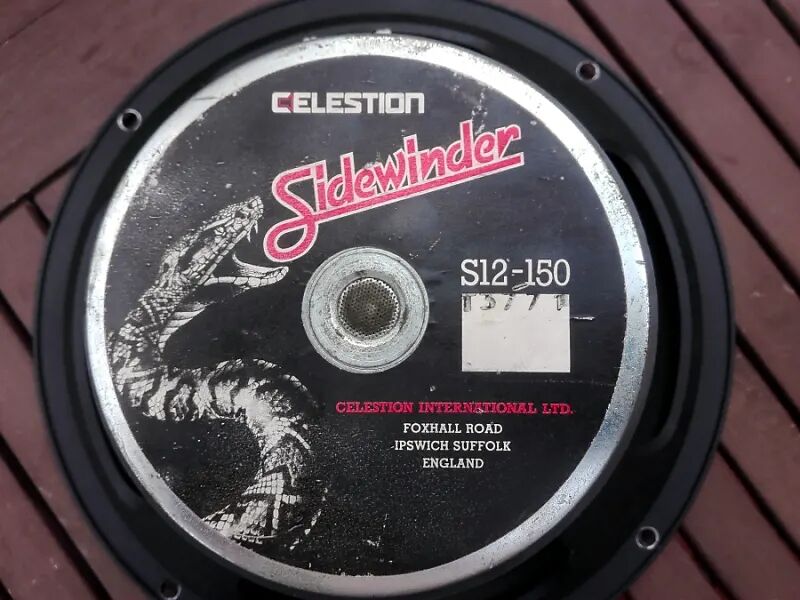 CELESTION
Sidewinder
S12-150
CELESTION INTERNATIONAL LTD.
FOXHALL ROAD
IPSWICH SUFFOLK
ENGLAND